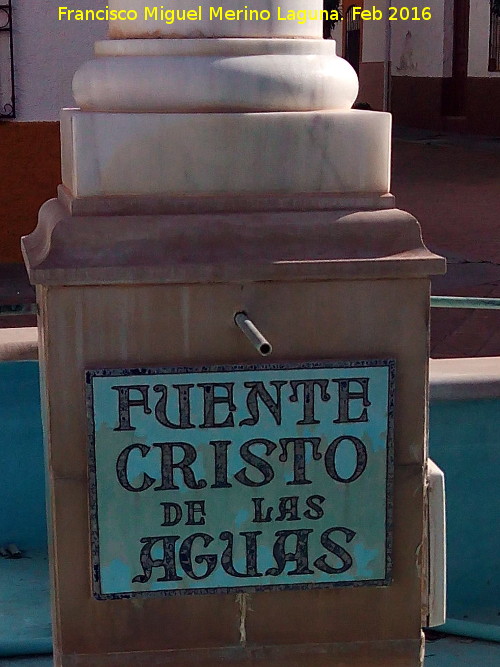 Francisco Miguel Merino Laguna. Feb 2016
FUENTE
CRISTO
DE LAS
AGUAS